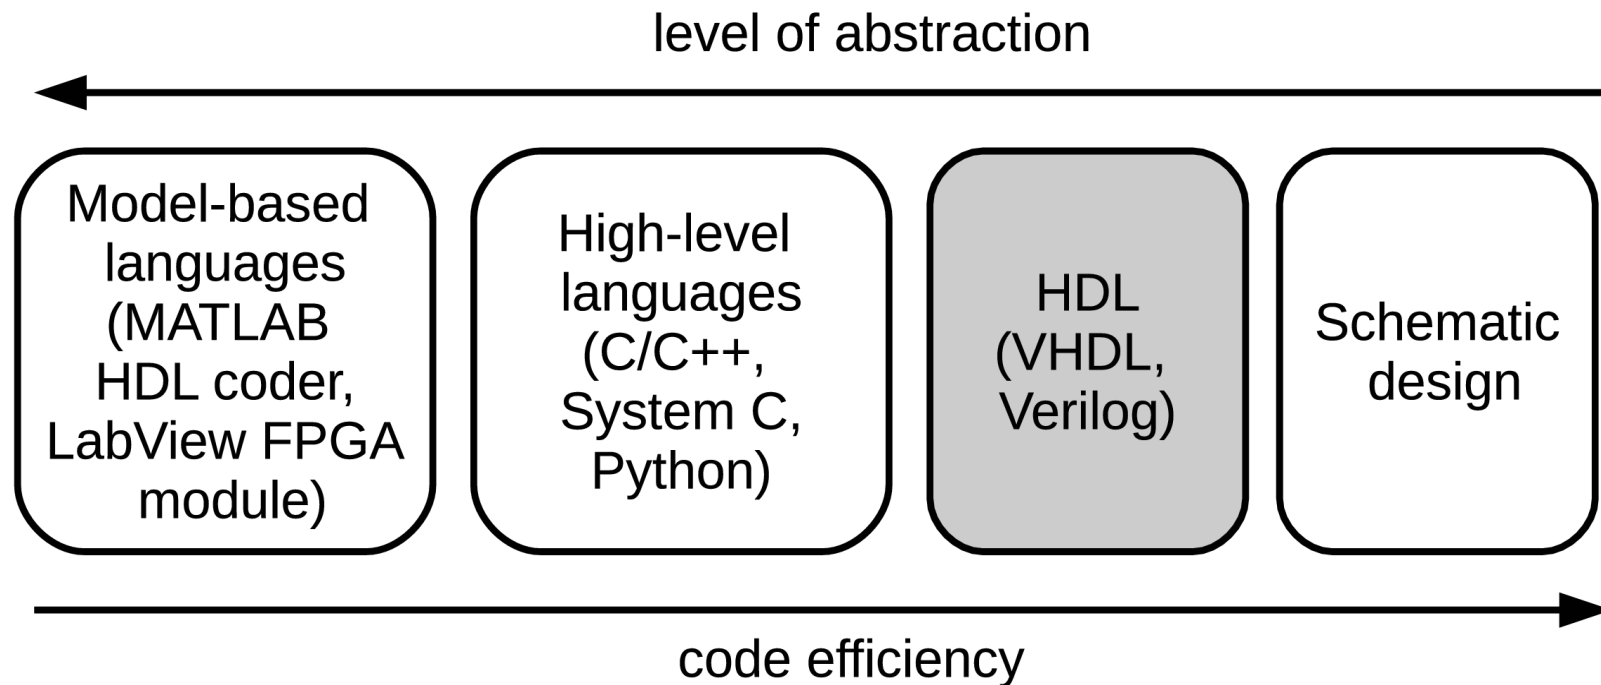 level of abstraction
Model-based
languages
(MATLAB
HDL coder,
LabView FPGA
module)
High-level
languages
(C/C++,
System C,
Python)
HDL
(VHDL,
Verilog)
Schematic
design
code efficiency